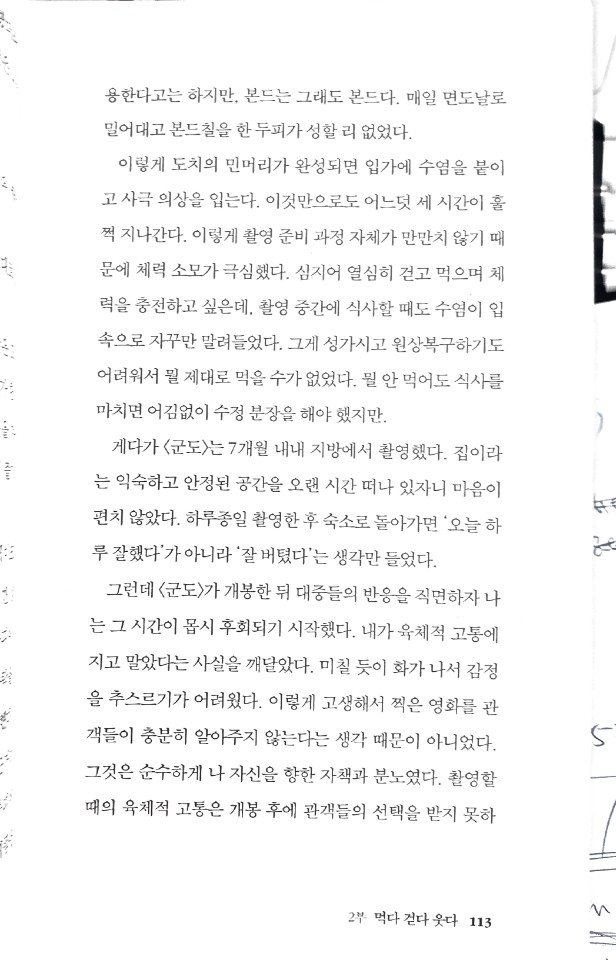 용한다고는 하지만, 본드는 그래도 본드다. 매일 면도날로
밀어대고 본드칠을 한 두피가 성할 리 없었다.
이렇게 도치의 민머리가 완성되면 입가에 수염을 붙이
고 사극 의상을 입는다. 이것만으로도 어느덧 세 시간이 훌
쩍 지나간다. 이렇게 촬영 준비 과정 자체가 만만치 않기 때
문에 체력 소모가 극심했다. 심지어 열심히 걷고 먹으며 체
력을 충전하고 싶은데, 촬영 중간에 식사할 때도 수염이 입
속으로 자꾸만 말려들었다. 그게 성가시고 원상복구하기도
어려워서 뭘 제대로 먹을 수가 없었다. 뭘 안 먹어도 식사를
마치면 어김없이 수정 분장을 해야 했지만.
게다가 〈군도〉는 7개월 내내 지방에서 촬영했다. 집이라
는 익숙하고 안정된 공간을 오랜 시간 떠나 있자니 마음이
편치 않았다. 하루종일 촬영한 후 숙소로 돌아가면 ‘오늘 하
루 잘했다’가 아니라 ‘잘 버텼다’는 생각만 들었다.
그런데 〈군도〉가 개봉한 뒤 대중들의 반응을 직면하자 나
는 그 시간이 몹시 후회되기 시작했다. 내가 육체적 고통에
지고 말았다는 사실을 깨달았다. 미칠 듯이 화가 나서 감정
을 추스르기가 어려웠다. 이렇게 고생해서 찍은 영화를 관
객들이 충분히 알아주지 않는다는 생각 때문이 아니었다.
그것은 순수하게 나 자신을 향한 자책과 분노였다. 촬영할
때의 육체적 고통은 개봉 후에 관객들의 선택을 받지 못하
2부 먹다 걷다 웃다 113